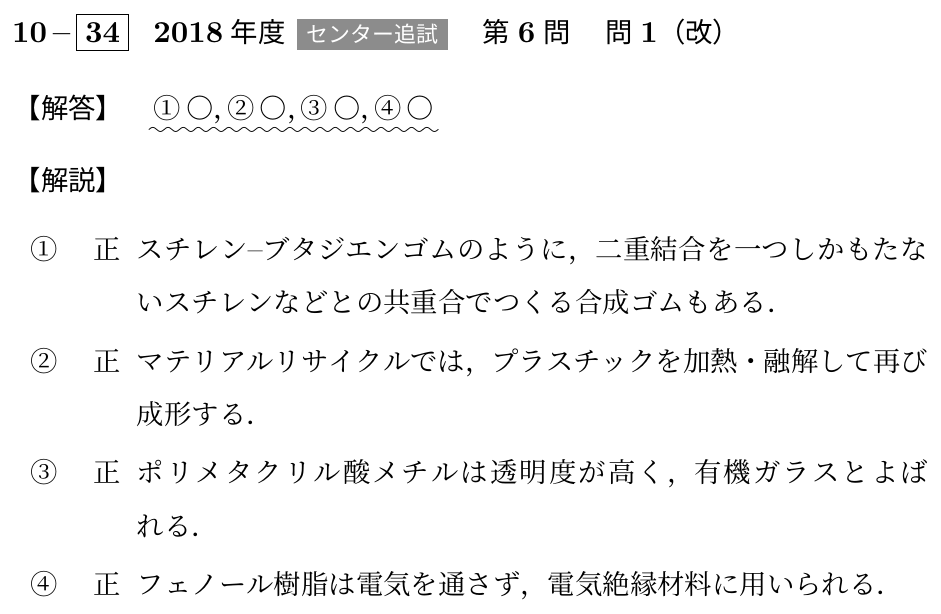 10–34 2018 年度 センター追試 第 6 問 問 1（改）
【解答】 ①○, ②○, ③○, ④○
【解説】
① 正 スチレン–ブタジエンゴムのように，二重結合を一つしかもたな
いスチレンなどとの共重合でつくる合成ゴムもある．
② 正 マテリアルリサイクルでは，プラスチックを加熱・融解して再び
成形する．
③ 正 ポリメタクリル酸メチルは透明度が高く，有機ガラスとよば
れる．
④ 正 フェノール樹脂は電気を通さず，電気絶縁材料に用いられる．